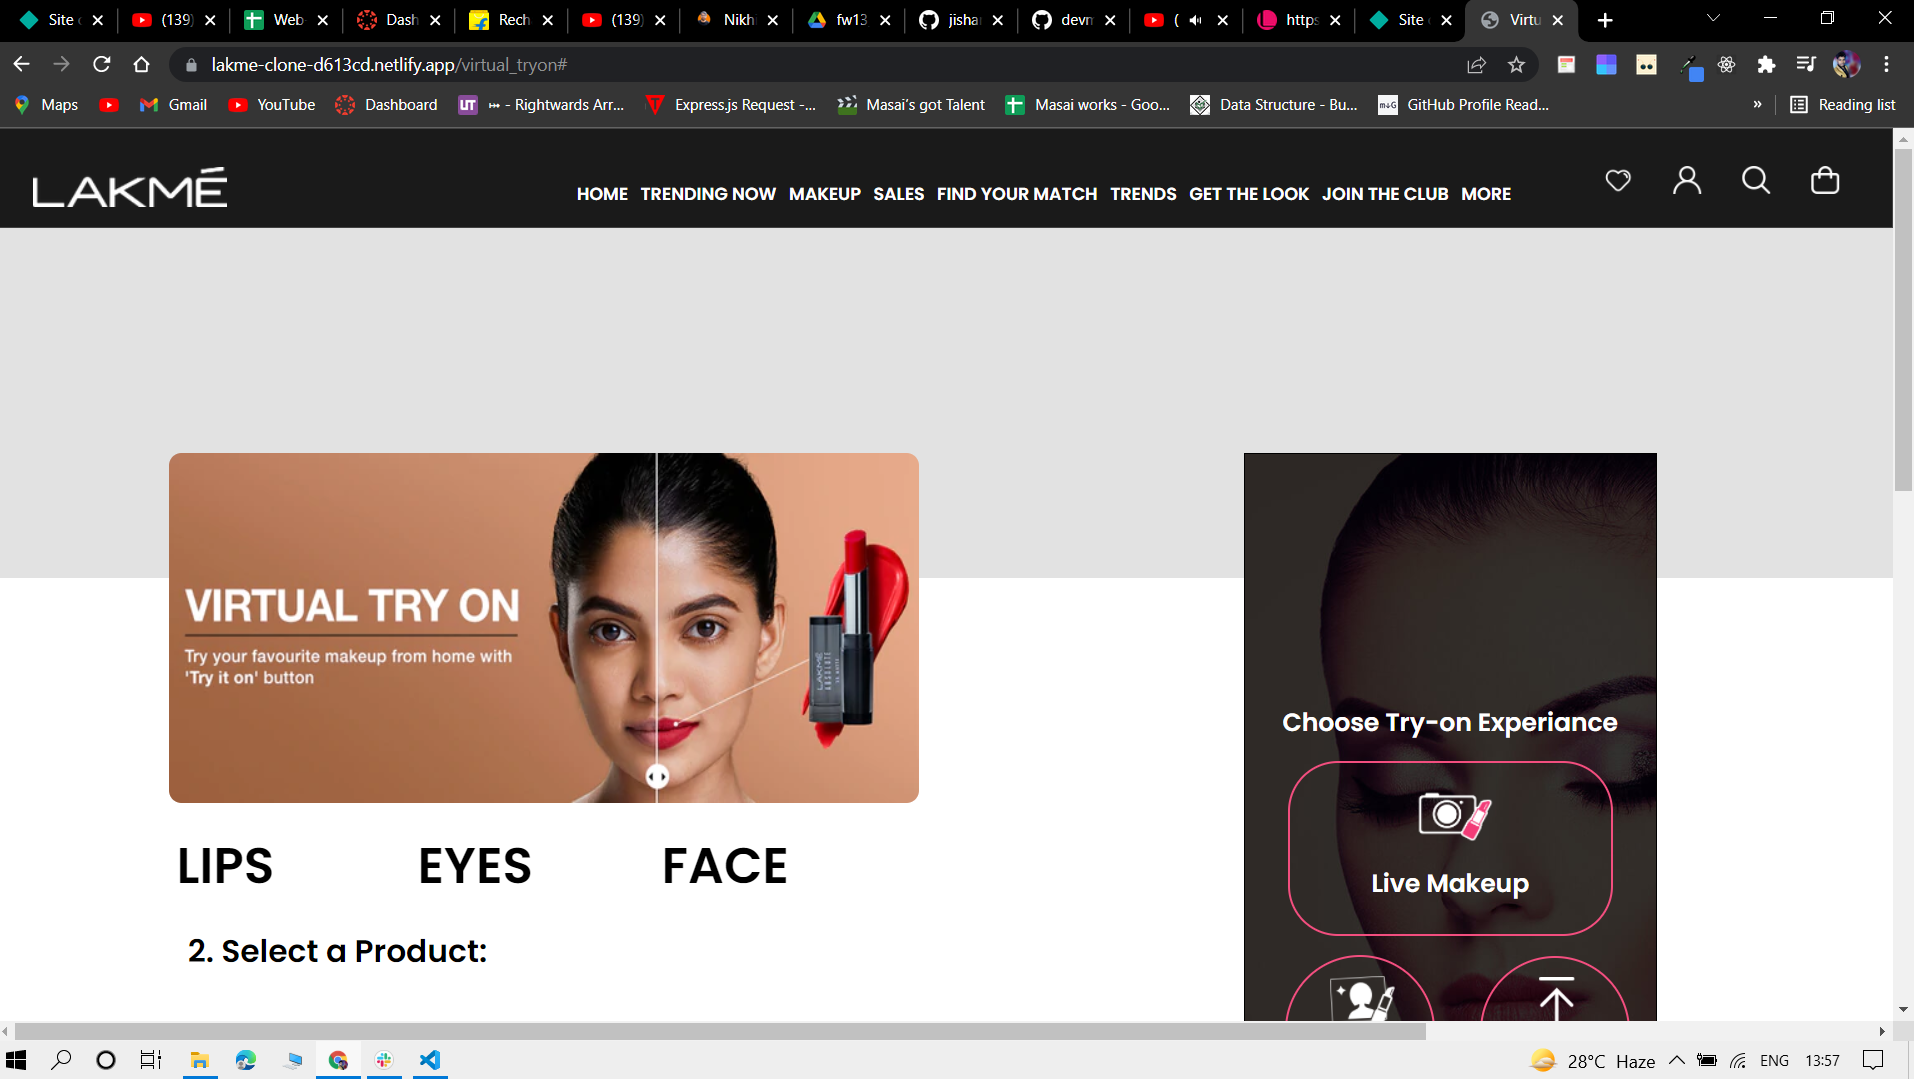 Site
(139)
Web
Dash
Rech
(139)
Nikh
fw13
jishar
devm
(
https
Site
Virtu
lakme-clone-d613cd.netlify.app/virtual_tryon#
Maps
Gmail
YouTube
Dashboard
UT
↦ - Rightwards Arr...
Express.js Request -...
Masai's got Talent
Masai works - Goo...
Data Structure - Bu...
GitHub Profile Read...
»
Reading list
LAKMÉ
HOME TRENDING NOW MAKEUP SALES FIND YOUR MATCH TRENDS GET THE LOOK JOIN THE CLUB MORE
VIRTUAL TRY ON
Try your favourite makeup from home with
'Try it on' button
LAKMÉ
ABSOLUTE
LIPS EYES FACE
2. Select a Product:
Choose Try-on Experiance
Live Makeup
28°C Haze
ENG
13:57